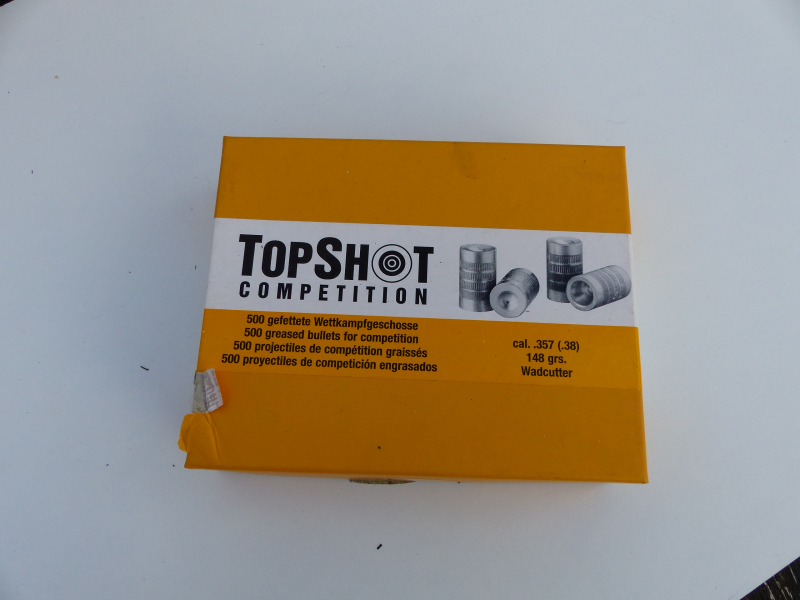 TOPSHOT
COMPETITION
500 gefettete Wettkampfgeschosse
500 greased bullets for competition
500 projectiles de compétition graissés
500 proyectiles de competición engrasados
cal. .357 (.38)
148 grs.
Wadcutter